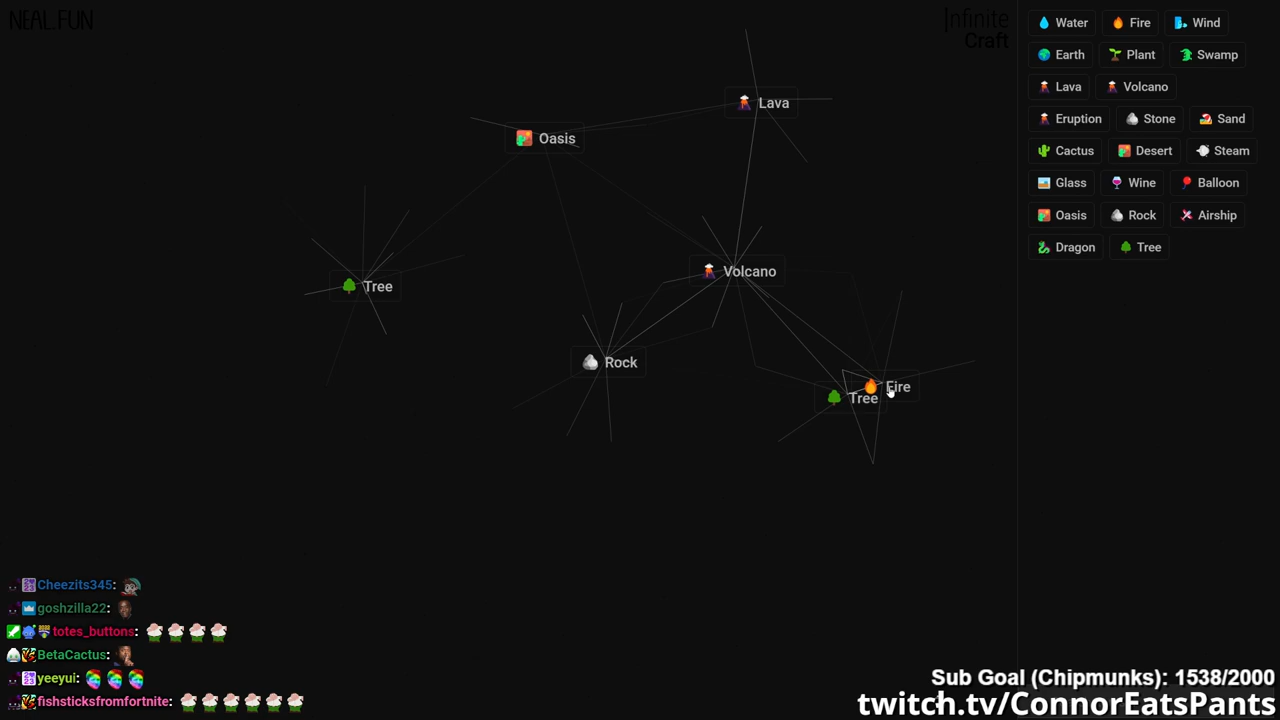 NEAL.FUN
Infinite
Craft
Water Fire Wind
Earth Plant Swamp
Lava Volcano
Eruption Stone Sand
Cactus Desert Steam
Glass Wine Balloon
Oasis Rock Airship
Dragon Tree
Lava
Oasis
Volcano
Tree
Rock
Fire
Tree
Cheezits345:
goshzilla22:
totes_buttons:
BetaCactus:
yeeyui:
fishsticksfromfortnite:
Sub Goal (Chipmunks): 1538/2000
twitch.tv/ConnorEatsPants